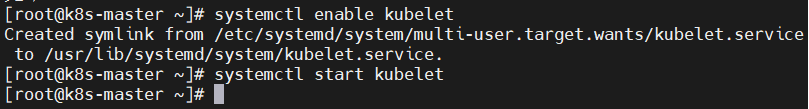 [root@k8s-master ~]# systemctl enable kubelet
Created symlink from /etc/systemd/system/multi-user.target.wants/kubelet.service
 to /usr/lib/systemd/system/kubelet.service.
[root@k8s-master ~]# systemctl start kubelet
[root@k8s-master ~]#